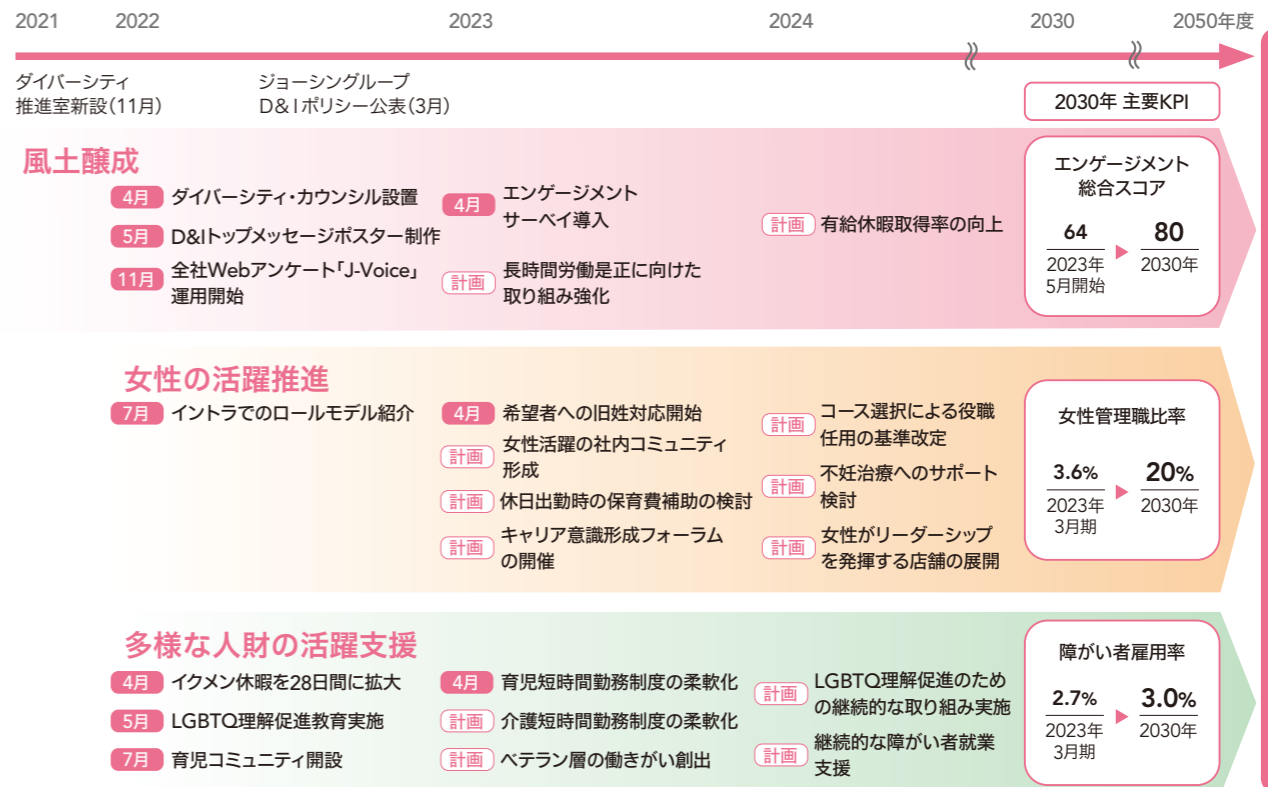 2021
2022
2023
2024
2030
2050年度
ダイバーシティ
推進室新設(11月)
ジョーシングループ
D&Iポリシー公表(3月)
2030年 主要KPI
風土醸成
4月 ダイバーシティ・カウンシル設置
5月 D&Iトップメッセージポスター制作
11月 全社Webアンケート「J-Voice」
運用開始
4月 エンゲージメント
サーベイ導入
計画 長時間労働是正に向けた
取り組み強化
計画 有給休暇取得率の向上
エンゲージメント
総合スコア
64
2023年
5月開始
80
2030年
女性の活躍推進
7月 イントラでのロールモデル紹介
4月 希望者への旧姓対応開始
計画 女性活躍の社内コミュニティ
形成
計画 休日出勤時の保育費補助の検討
計画 キャリア意識形成フォーラム
の開催
計画 コース選択による役職
任用の基準改定
計画 不妊治療へのサポート
検討
計画 女性がリーダーシップ
を発揮する店舗の展開
女性管理職比率
3.6%
2023年
3月期
20%
2030年
多様な人財の活躍支援
4月 イクメン休暇を28日間に拡大
5月 LGBTQ理解促進教育実施
7月 育児コミュニティ開設
4月 育児短時間勤務制度の柔軟化
計画 介護短時間勤務制度の柔軟化
計画 ベテラン層の働きがい創出
計画 LGBTQ理解促進のため
の継続的な取り組み実施
計画 継続的な障がい者就業
支援
障がい者雇用率
2.7%
2023年
3月期
3.0%
2030年